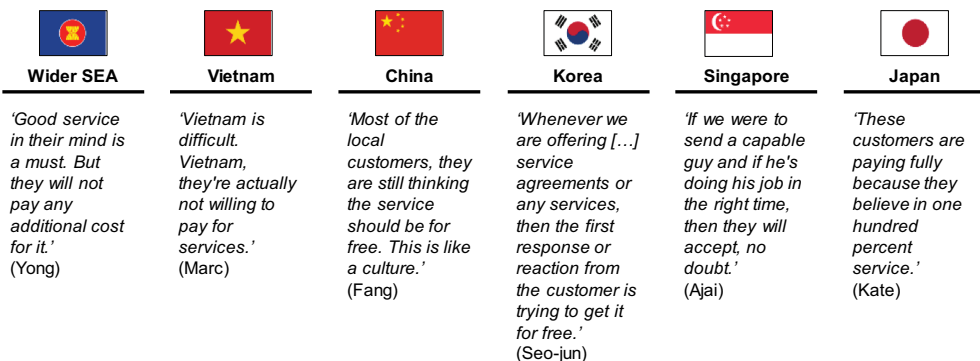 Wider SEA
'Good service
in their mind is
a must. But
they will not
pay any
additional cost
for it.'
(Yong)
Vietnam
'Vietnam is
difficult.
Vietnam,
they're actually
not willing to
pay for
services.'
(Marc)
China
'Most of the
local
customers, they
are still thinking
the service
should be for
free. This is like
a culture.'
(Fang)
Korea
'Whenever we
are offering […]
service
agreements or
any services,
then the first
response or
reaction from
the customer is
trying to get it
for free.'
(Seo-jun)
Singapore
'If we were to
send a capable
guy and if he's
doing his job in
the right time,
then they will
accept, no
doubt.'
(Ajai)
Japan
'These
customers are
paying fully
because they
believe in one
hundred
percent
service.'
(Kate)